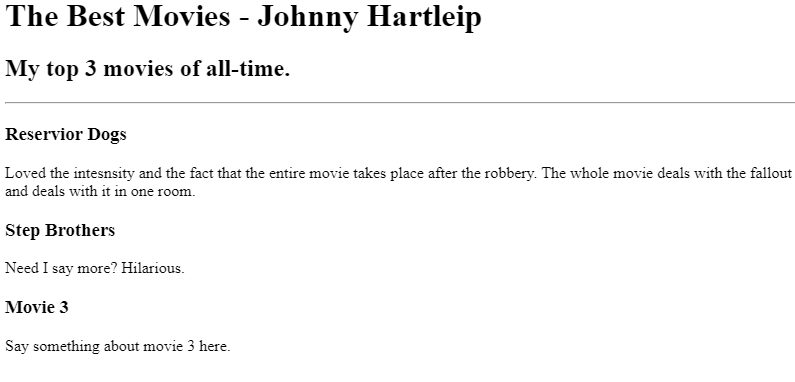 The Best Movies - Johnny Hartleip
My top 3 movies of all-time.
Reservior Dogs
Loved the intesnsity and the fact that the entire movie takes place after the robbery. The whole movie deals with the fallout
and deals with it in one room.
Step Brothers
Need I say more? Hilarious.
Movie 3
Say something about movie 3 here.